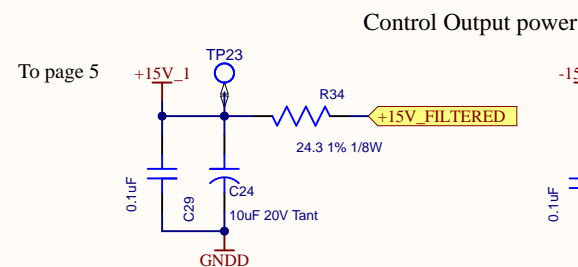 Control Output power
To page 5
+15V_1
TP23
-15
R34
+15V_FILTERED
24.3 1% 1/8W
0.1uF
C29
C24
10uF 20V Tant
0.1uF
GNDD